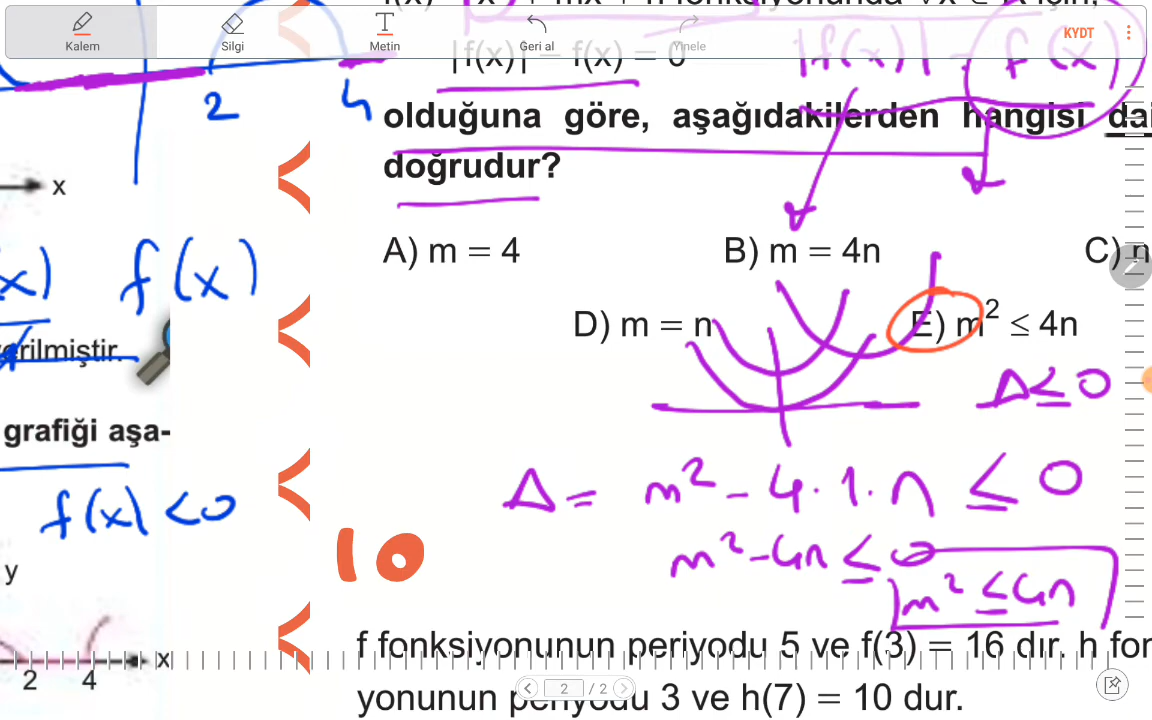 Kalem
Silgi
Metin
Geri al
Yinele
KYDT
|f(x)| − f(x) = 0
|f(x)| = f(x)
olduğuna göre, aşağıdakilerden hangisi
doğrudur?
2 4
x
A) m = 4
B) m = 4n
C) n
D) m = n
E) m² ≤ 4n
f(x)
grafiği aşa-
f(x) < 0
Δ ≤ 0
Δ = m² − 4·1·n ≤ 0
m² − 4n ≤ 0
m² ≤ 4n
10
y
x
2 4
f fonksiyonunun periyodu 5 ve f(3) = 16 dır. h
yonunun periyodu 3 ve h(7) = 10 dur.
2 / 2